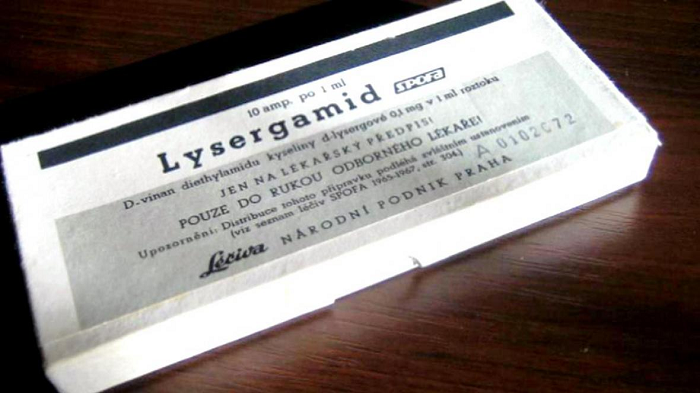 10 amp. po 1 ml
Lysergamid SPOFA
D-vinan diethylamidu kyseliny d-lysergové 0,1 mg v 1 ml roztoku
JEN NA LÉKAŘSKÝ PŘEDPIS!
POUZE DO RUKOU ODBORNÉHO LÉKAŘE!
Upozornění: Distribuce tohoto přípravku podléhá zvláštním ustanovením
(viz seznam léčiv SPOFA 1965-1967, str. 304.) A 0102C72
Léčiva NÁRODNÍ PODNIK PRAHA